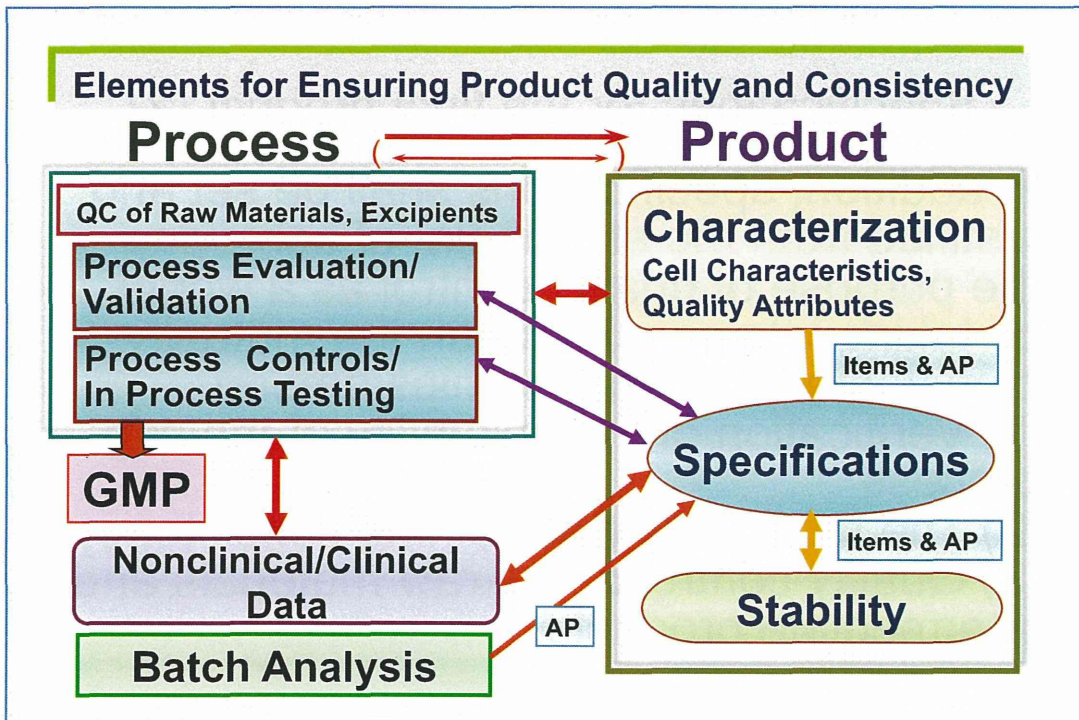 Elements for Ensuring Product Quality and Consistency
Process
Product
QC of Raw Materials, Excipients
Process Evaluation/
Validation
Process Controls/
In Process Testing
GMP
Nonclinical/Clinical
Data
Batch Analysis
AP
Characterization
Cell Characteristics,
Quality Attributes
Items & AP
Specifications
Items & AP
Stability